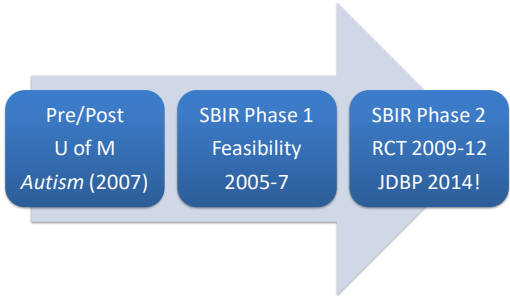 Pre/Post
U of M
Autism (2007)
SBIR Phase 1
Feasibility
2005-7
SBIR Phase 2
RCT 2009-12
JDBP 2014!